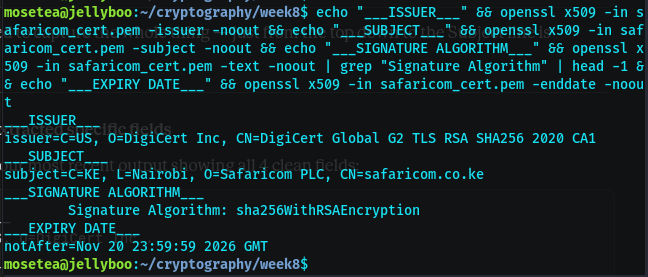 mosetea@jellyboo:~/cryptography/week8$ echo "___ISSUER___" && openssl x509 -in s
afaricom_cert.pem -issuer -noout && echo "___SUBJECT___" && openssl x509 -in saf
aricom_cert.pem -subject -noout && echo "___SIGNATURE ALGORITHM___" && openssl x
509 -in safaricom_cert.pem -text -noout | grep "Signature Algorithm" | head -1 &
& echo "___EXPIRY DATE___" && openssl x509 -in safaricom_cert.pem -enddate -noou
t
___ISSUER___
issuer=C=US, O=DigiCert Inc, CN=DigiCert Global G2 TLS RSA SHA256 2020 CA1
___SUBJECT___
subject=C=KE, L=Nairobi, O=Safaricom PLC, CN=safaricom.co.ke
___SIGNATURE ALGORITHM___
        Signature Algorithm: sha256WithRSAEncryption
___EXPIRY DATE___
notAfter=Nov 20 23:59:59 2026 GMT
mosetea@jellyboo:~/cryptography/week8$